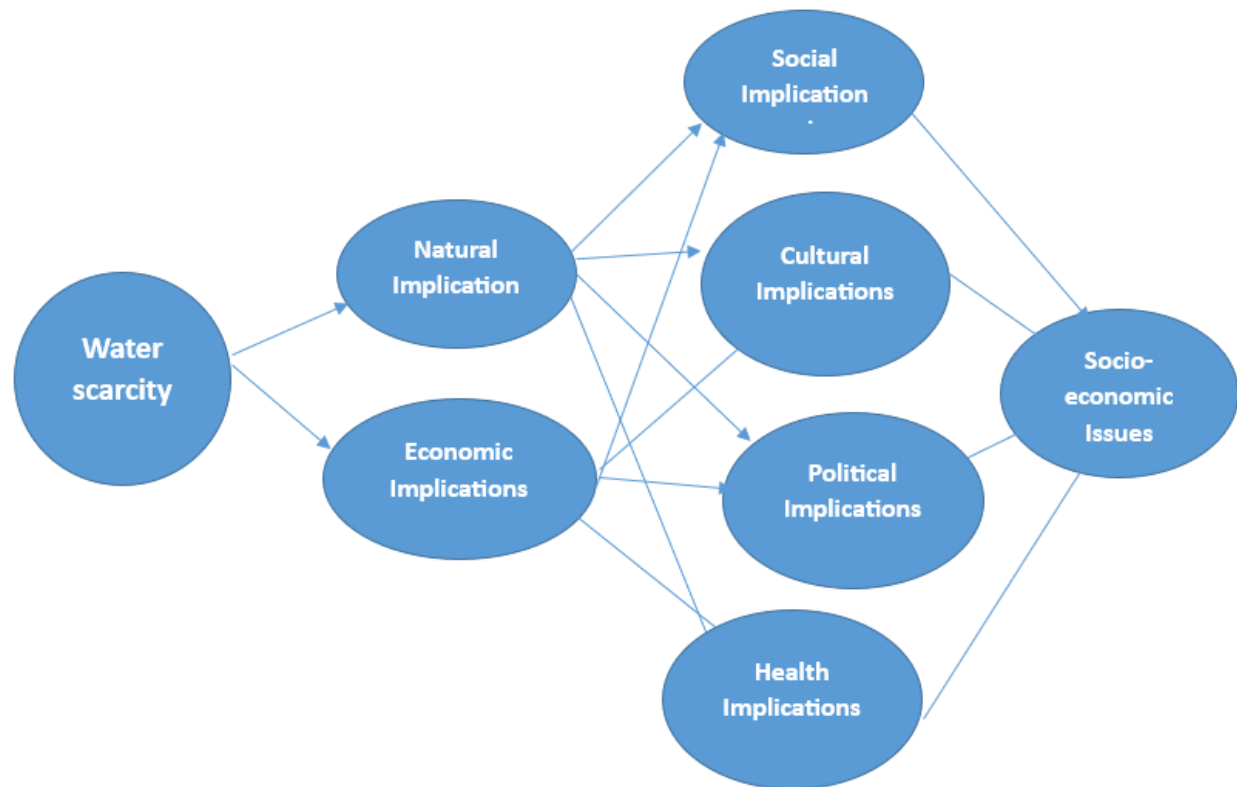 Water
scarcity
Natural
Implication
Economic
Implications
Social
Implication
.
Cultural
Implications
Political
Implications
Health
Implications
Socio-
economic
Issues